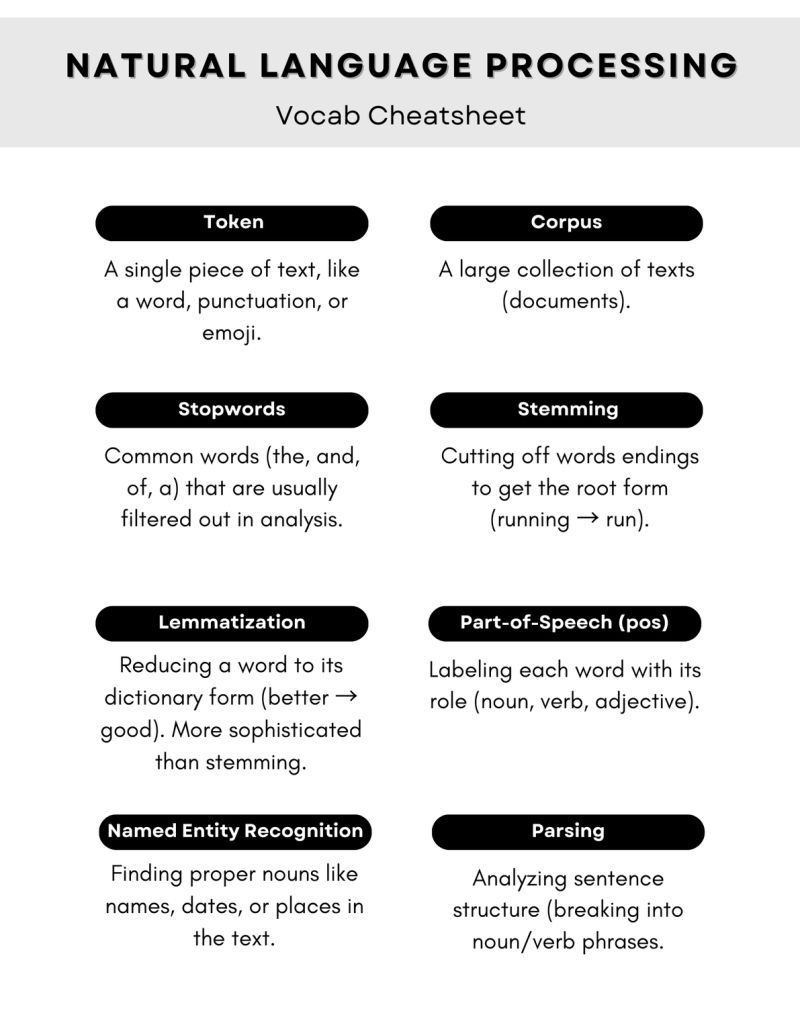 NATURAL LANGUAGE PROCESSING
Vocab Cheatsheet
Token
A single piece of text, like
a word, punctuation, or
emoji.
Corpus
A large collection of texts
(documents).
Stopwords
Common words (the, and,
of, a) that are usually
filtered out in analysis.
Stemming
Cutting off words endings
to get the root form
(running → run).
Lemmatization
Reducing a word to its
dictionary form (better →
good). More sophisticated
than stemming.
Part-of-Speech (pos)
Labeling each word with its
role (noun, verb, adjective).
Named Entity Recognition
Finding proper nouns like
names, dates, or places in
the text.
Parsing
Analyzing sentence
structure (breaking into
noun/verb phrases.